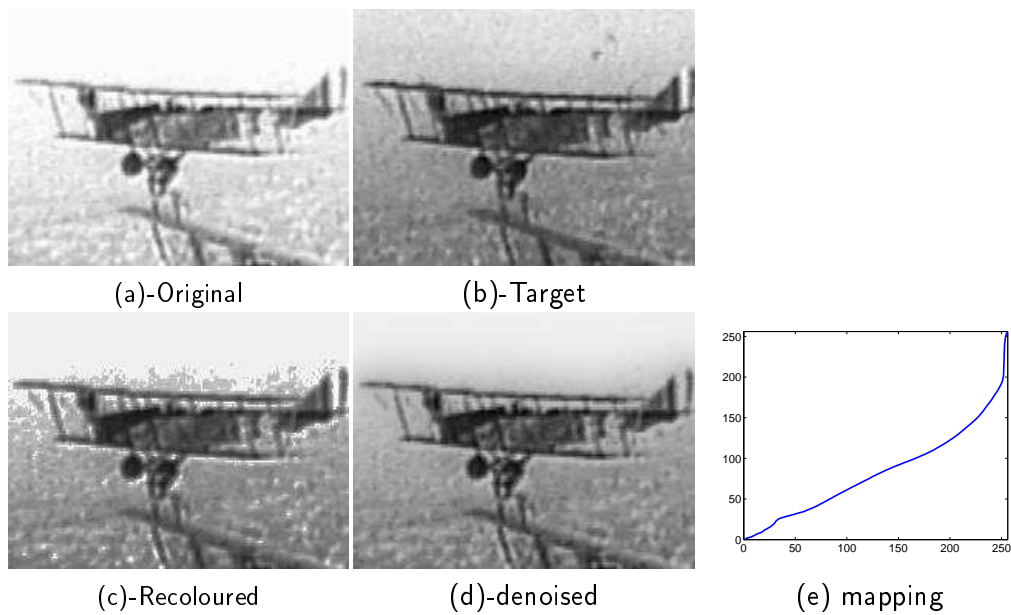 (a)-Original
(b)-Target
(c)-Recoloured
(d)-denoised
250
200
150
100
50
0
0 50 100 150 200 250
(e) mapping